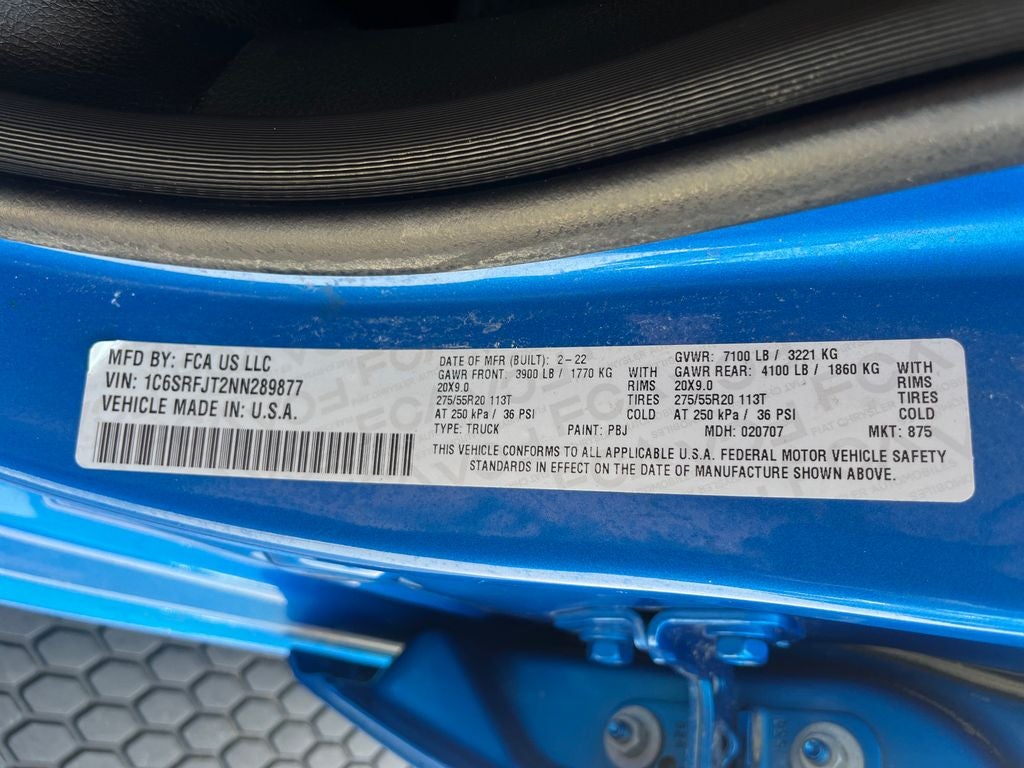 MFD BY: FCA US LLC
VIN: 1C6SRFJT2NN289877
VEHICLE MADE IN: U.S.A.
DATE OF MFR (BUILT): 2-22
GAWR FRONT: 3900 LB / 1770 KG WITH
20X9.0 RIMS
275/55R20 113T TIRES
AT 250 kPa / 36 PSI COLD
TYPE: TRUCK PAINT: PBJ
GVWR: 7100 LB / 3221 KG
GAWR REAR: 4100 LB / 1860 KG WITH
20X9.0 RIMS
275/55R20 113T TIRES
AT 250 kPa / 36 PSI COLD
MDH: 020707 MKT: 875
THIS VEHICLE CONFORMS TO ALL APPLICABLE U.S.A. FEDERAL MOTOR VEHICLE SAFETY
STANDARDS IN EFFECT ON THE DATE OF MANUFACTURE SHOWN ABOVE.